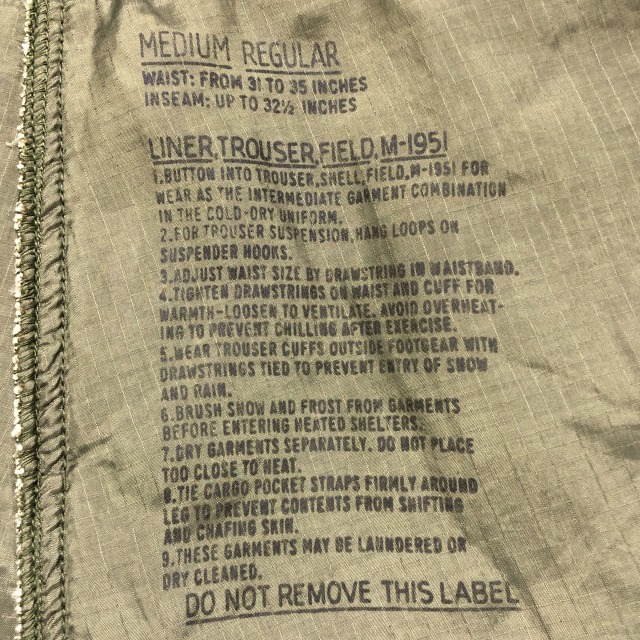 MEDIUM REGULAR
WAIST: FROM 31 TO 35 INCHES
INSEAM: UP TO 32½ INCHES
LINER,TROUSER,FIELD,M-1951
1.BUTTON INTO TROUSER,SHELL,FIELD,M-1951 FOR
WEAR AS THE INTERMEDIATE GARMENT COMBINATION
IN THE COLD-DRY UNIFORM.
2.FOR TROUSER SUSPENSION,HANG LOOPS ON
SUSPENDER HOOKS.
3.ADJUST WAIST SIZE BY DRAWSTRING IN WAISTBAND.
4.TIGHTEN DRAWSTRINGS ON WAIST AND CUFF FOR
WARMTH-LOOSEN TO VENTILATE. AVOID OVERHEAT-
ING TO PREVENT CHILLING AFTER EXERCISE.
5.WEAR TROUSER CUFFS OUTSIDE FOOTGEAR WITH
DRAWSTRINGS TIED TO PREVENT ENTRY OF SNOW
AND RAIN.
6.BRUSH SNOW AND FROST FROM GARMENTS
BEFORE ENTERING HEATED SHELTERS.
7.DRY GARMENTS SEPARATELY. DO NOT PLACE
TOO CLOSE TO HEAT.
8.TIE CARGO POCKET STRAPS FIRMLY AROUND
LEG TO PREVENT CONTENTS FROM SHIFTING
AND CHAFING SKIN.
9.THESE GARMENTS MAY BE LAUNDERED OR
DRY CLEANED.
DO NOT REMOVE THIS LABEL